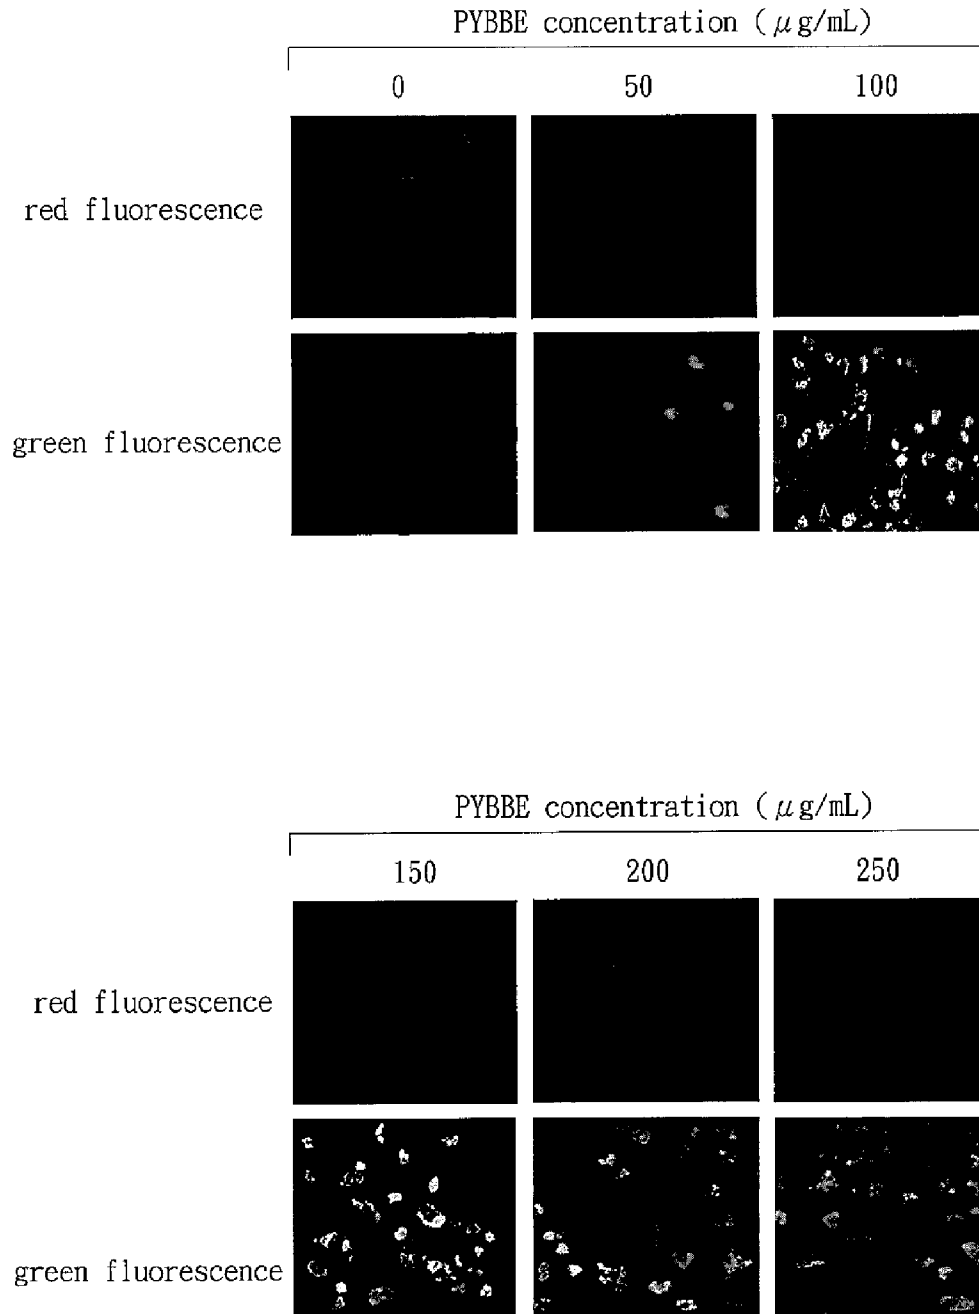 PYBBE concentration (μg/mL)
0 50 100
red fluorescence
green fluorescence
PYBBE concentration (μg/mL)
150 200 250
red fluorescence
green fluorescence